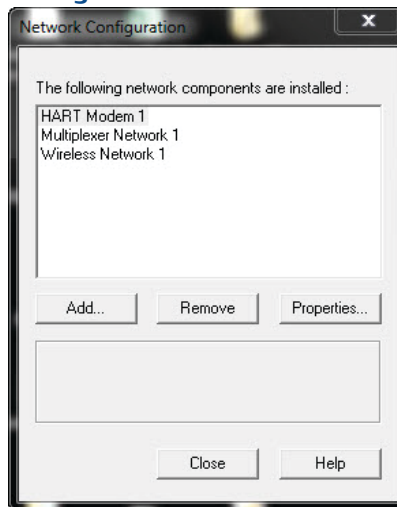 Network Configuration
x
The following network components are installed :
HART Modem 1
Multiplexer Network 1
Wireless Network 1
Add... Remove Properties...
Close Help